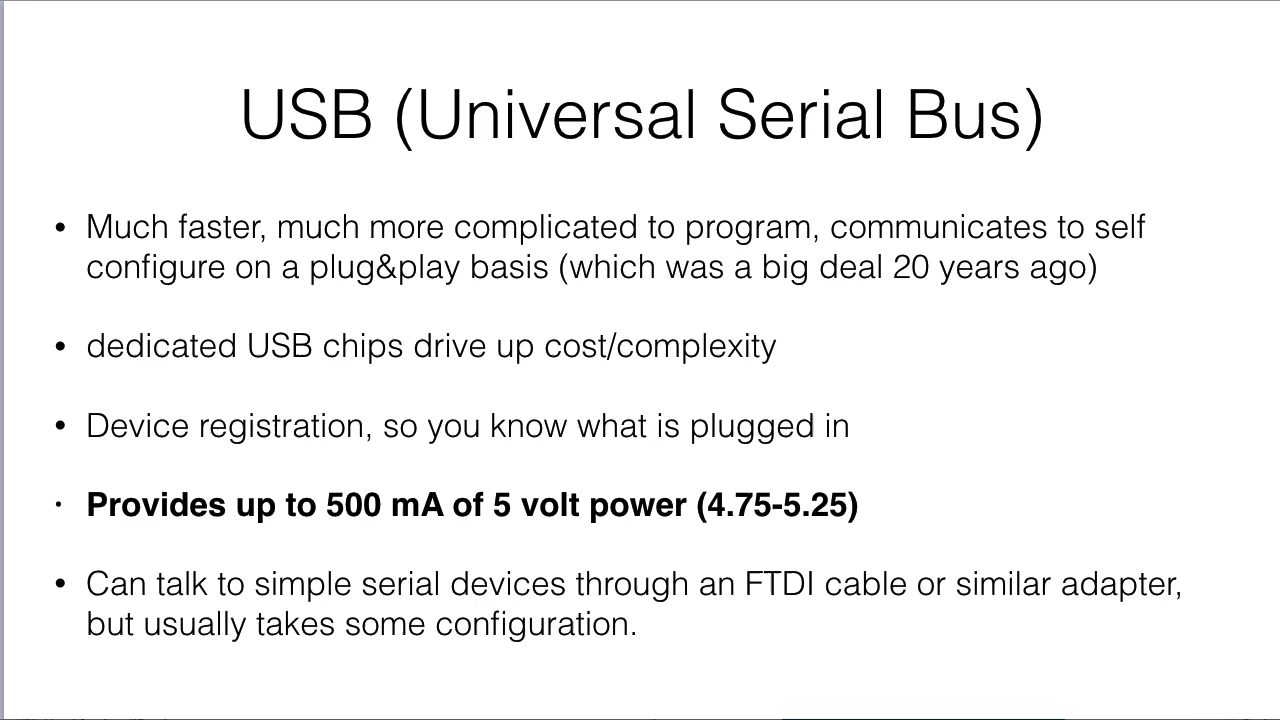 USB (Universal Serial Bus)
• Much faster, much more complicated to program, communicates to self
configure on a plug&play basis (which was a big deal 20 years ago)
• dedicated USB chips drive up cost/complexity
• Device registration, so you know what is plugged in
• Provides up to 500 mA of 5 volt power (4.75-5.25)
• Can talk to simple serial devices through an FTDI cable or similar adapter,
but usually takes some configuration.